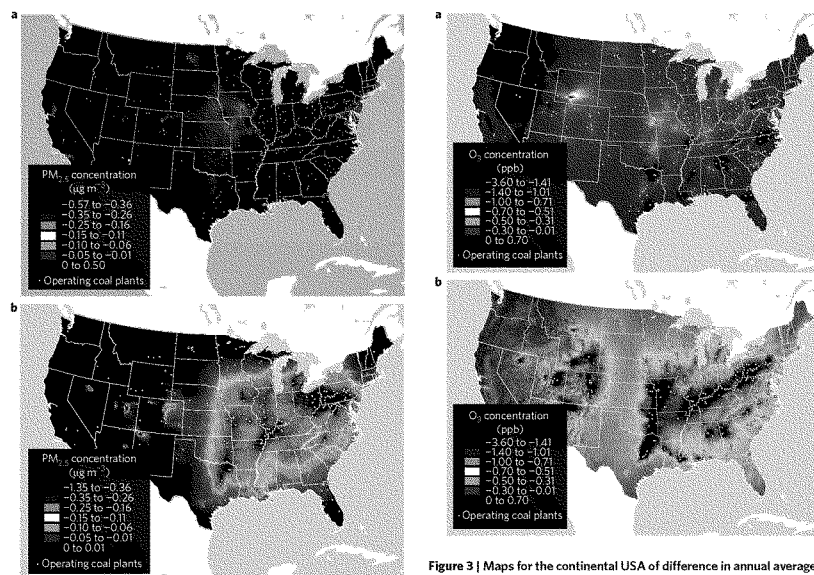 a
PM2.5 concentration
(μg m−3)
−0.57 to −0.36
−0.35 to −0.26
−0.25 to −0.16
−0.15 to −0.11
−0.10 to −0.06
−0.05 to −0.01
0 to 0.50
· Operating coal plants
b
PM2.5 concentration
(μg m−3)
−1.35 to −0.36
−0.35 to −0.26
−0.25 to −0.16
−0.15 to −0.11
−0.10 to −0.06
−0.05 to −0.01
0 to 0.01
· Operating coal plants
a
O3 concentration
(ppb)
−3.60 to −1.41
−1.40 to −1.01
−1.00 to −0.71
−0.70 to −0.51
−0.50 to −0.31
−0.30 to −0.01
0 to 0.70
· Operating coal plants
b
O3 concentration
(ppb)
−3.60 to −1.41
−1.40 to −1.01
−1.00 to −0.71
−0.70 to −0.51
−0.50 to −0.31
−0.30 to −0.01
0 to 0.70
· Operating coal plants
Figure 3 | Maps for the continental USA of difference in annual average